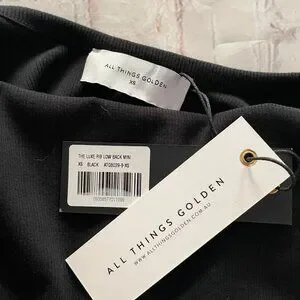 ALL THINGS GOLDEN
XS
THE LUXE RIB LOW BACK MINI
XS BLACK
ALL THINGS GOLDEN
WWW.ALLTHINGSGOLDEN.COM.AU